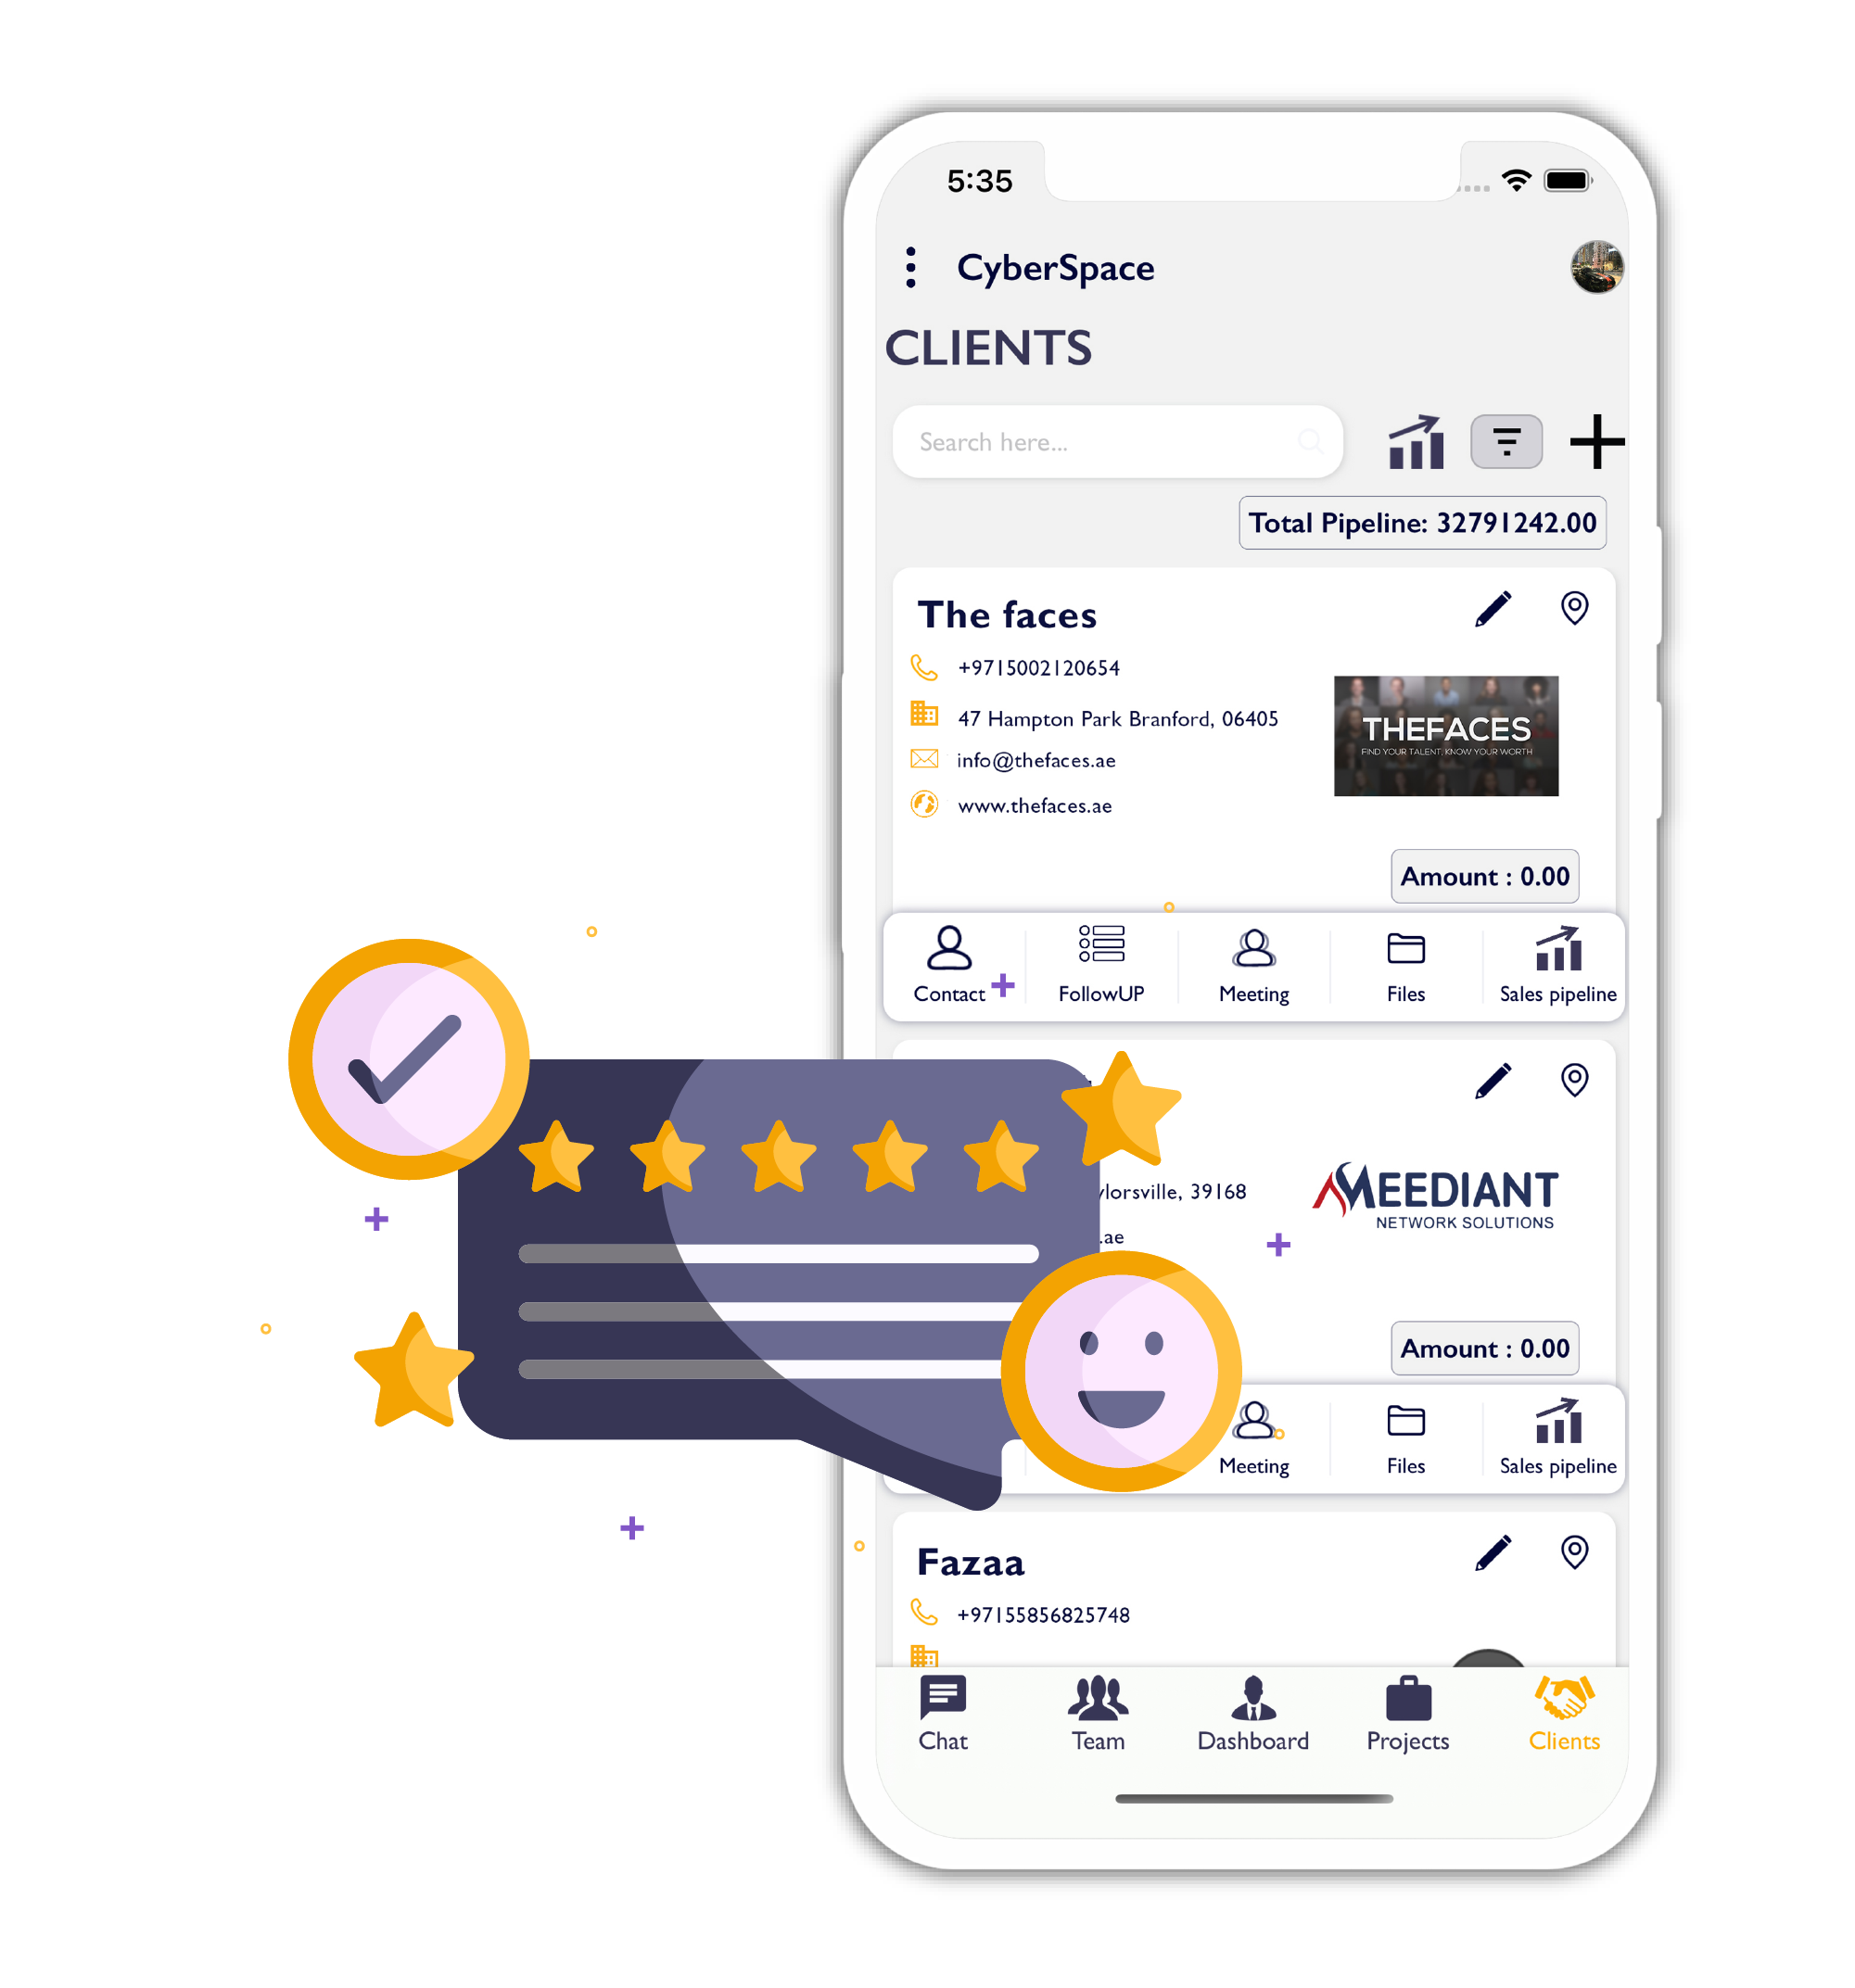 5:35
CyberSpace
CLIENTS
Search here...
Total Pipeline: 32791242.00
The faces
+9715002120654
47 Hampton Park Branford, 06405
info@thefaces.ae
www.thefaces.ae
THEFACES
FIND YOUR TALENT, KNOW YOUR WORTH
Amount : 0.00
Contact
FollowUP
Meeting
Files
Sales pipeline
ylorsville, 39168
.ae
MEEDIANT
NETWORK SOLUTIONS
Amount : 0.00
Meeting
Files
Sales pipeline
Fazaa
+97155856825748
Chat
Team
Dashboard
Projects
Clients